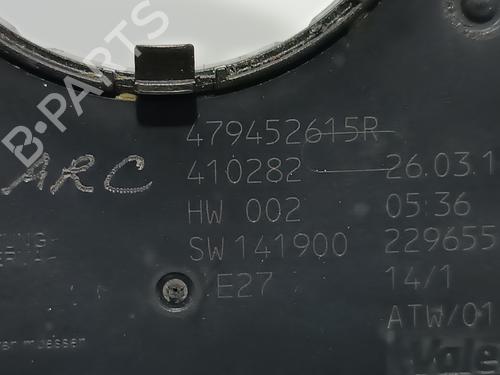 B-PARTS
479452615R
410282 26.03.1
ARC
HW 002 05:36
SW 141900 229655
E27 14/1
ATW/01
Vale